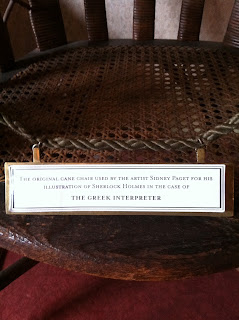 The original cane chair used by the artist Sidney Paget for his
illustration of Sherlock Holmes in the case of
THE GREEK INTERPRETER